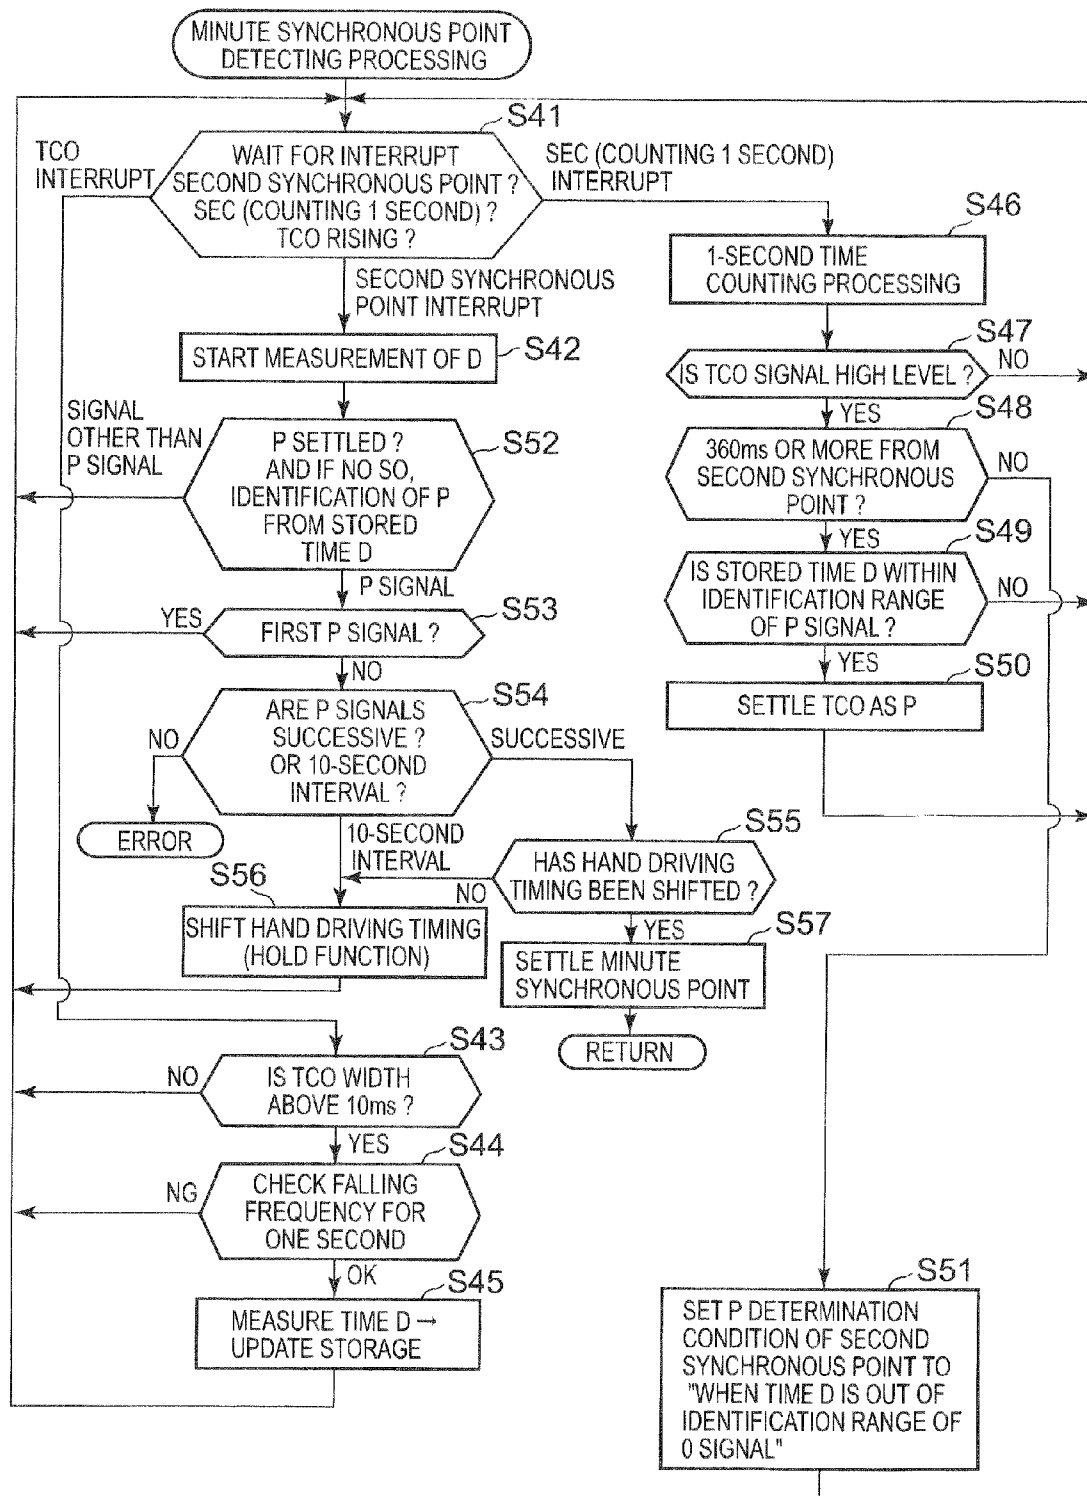 MINUTE SYNCHRONOUS POINT
DETECTING PROCESSING
S41
WAIT FOR INTERRUPT
SECOND SYNCHRONOUS POINT ?
SEC (COUNTING 1 SECOND) ?
TCO RISING ?
TCO
INTERRUPT
SEC (COUNTING 1 SECOND)
INTERRUPT
SECOND SYNCHRONOUS
POINT INTERRUPT
S42
START MEASUREMENT OF D
SIGNAL
OTHER THAN
P SIGNAL
S52
P SETTLED ?
AND IF NO SO,
IDENTIFICATION OF P
FROM STORED
TIME D
P SIGNAL
S53
YES
FIRST P SIGNAL ?
NO
S54
ARE P SIGNALS
SUCCESSIVE ?
OR 10-SECOND
INTERVAL ?
NO
SUCCESSIVE
ERROR
10-SECOND
INTERVAL
S55
HAS HAND DRIVING
TIMING BEEN SHIFTED ?
NO
YES
S56
SHIFT HAND DRIVING TIMING
(HOLD FUNCTION)
S57
SETTLE MINUTE
SYNCHRONOUS POINT
RETURN
S43
IS TCO WIDTH
ABOVE 10ms ?
NO
YES
S44
CHECK FALLING
FREQUENCY FOR
ONE SECOND
NG
OK
S45
MEASURE TIME D→
UPDATE STORAGE
S46
1-SECOND TIME
COUNTING PROCESSING
S47
IS TCO SIGNAL HIGH LEVEL ?
NO
YES
S48
360ms OR MORE FROM
SECOND SYNCHRONOUS
POINT ?
NO
YES
S49
IS STORED TIME D WITHIN
IDENTIFICATION RANGE
OF P SIGNAL ?
NO
YES
S50
SETTLE TCO AS P
S51
SET P DETERMINATION
CONDITION OF SECOND
SYNCHRONOUS POINT TO
"WHEN TIME D IS OUT OF
IDENTIFICATION RANGE OF
0 SIGNAL"